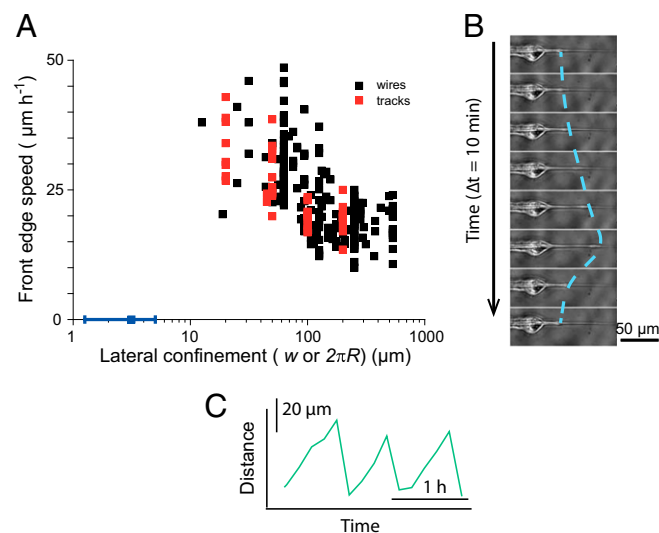 A
50
25
0
Front edge speed ( µm h⁻¹)
wires
tracks
1
10
100
1000
Lateral confinement ( w or 2πR) (µm)
B
Time (Δt = 10 min)
50 µm
C
20 µm
Distance
1 h
Time